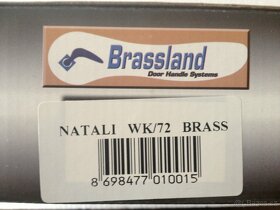 Brassland
Door Handle Systems
NATALI WK/72 BRASS
8 698477 010015